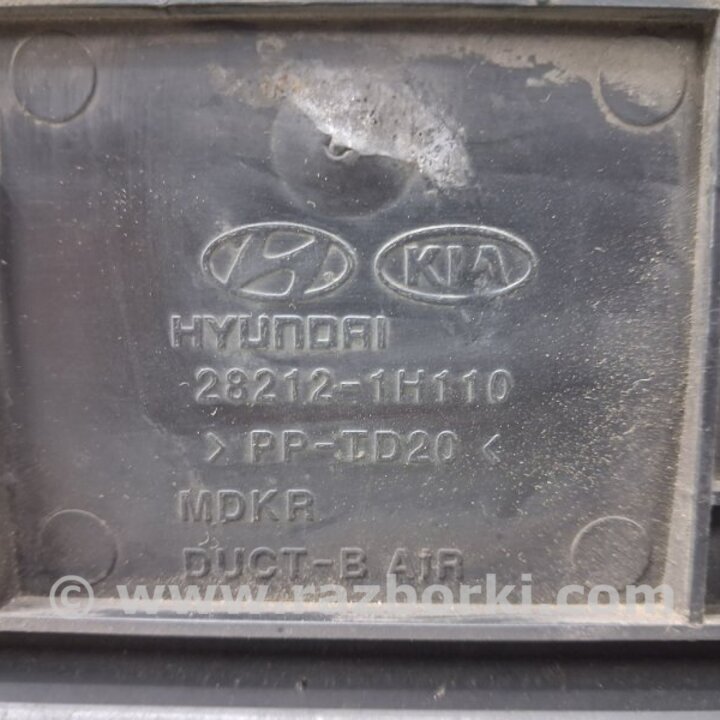 KIA
HYUNDAI
28212-1H110
> PP-TD20 <
MDKR
DUCT-B AIR
© www.razborki.com